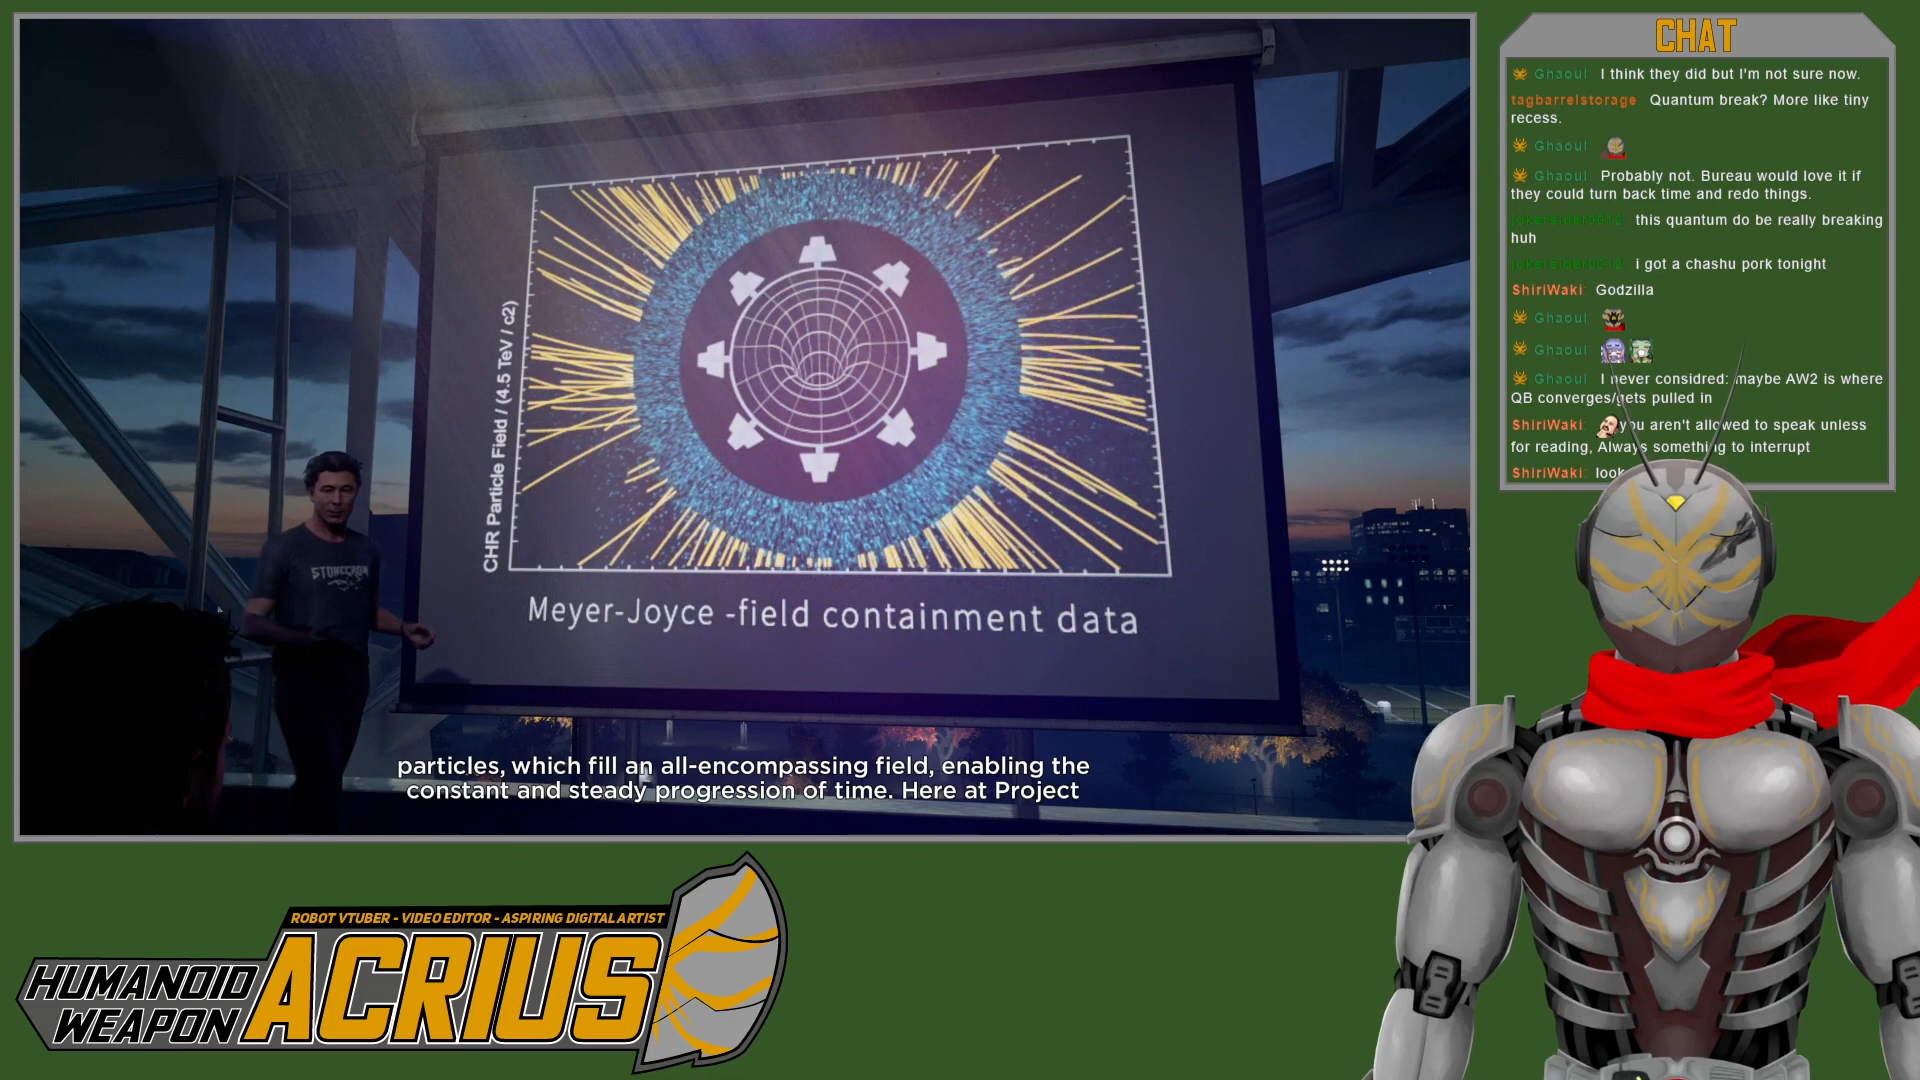 CHR Particle Field / (4.5 TeV / c2)
STONECROW
Meyer-Joyce -field containment data
particles, which fill an all-encompassing field, enabling the
constant and steady progression of time. Here at Project
CHAT
Ghaoul I think they did but I'm not sure now.
tagbarrelstorage: Quantum break? More like tiny
recess.
Ghaoul
Ghaoul Probably not. Bureau would love it if
they could turn back time and redo things.
this quantum do be really breaking
huh
i got a chashu pork tonight
ShiriWaki: Godzilla
Ghaoul
Ghaoul
Ghaoul I never considred: maybe AW2 is where
QB converges/gets pulled in
ShiriWaki: you aren't allowed to speak unless
for reading, Always something to interrupt
ShiriWaki: look
ROBOT VTUBER - VIDEO EDITOR - ASPIRING DIGITAL ARTIST
HUMANOID
WEAPON
ACRIUS